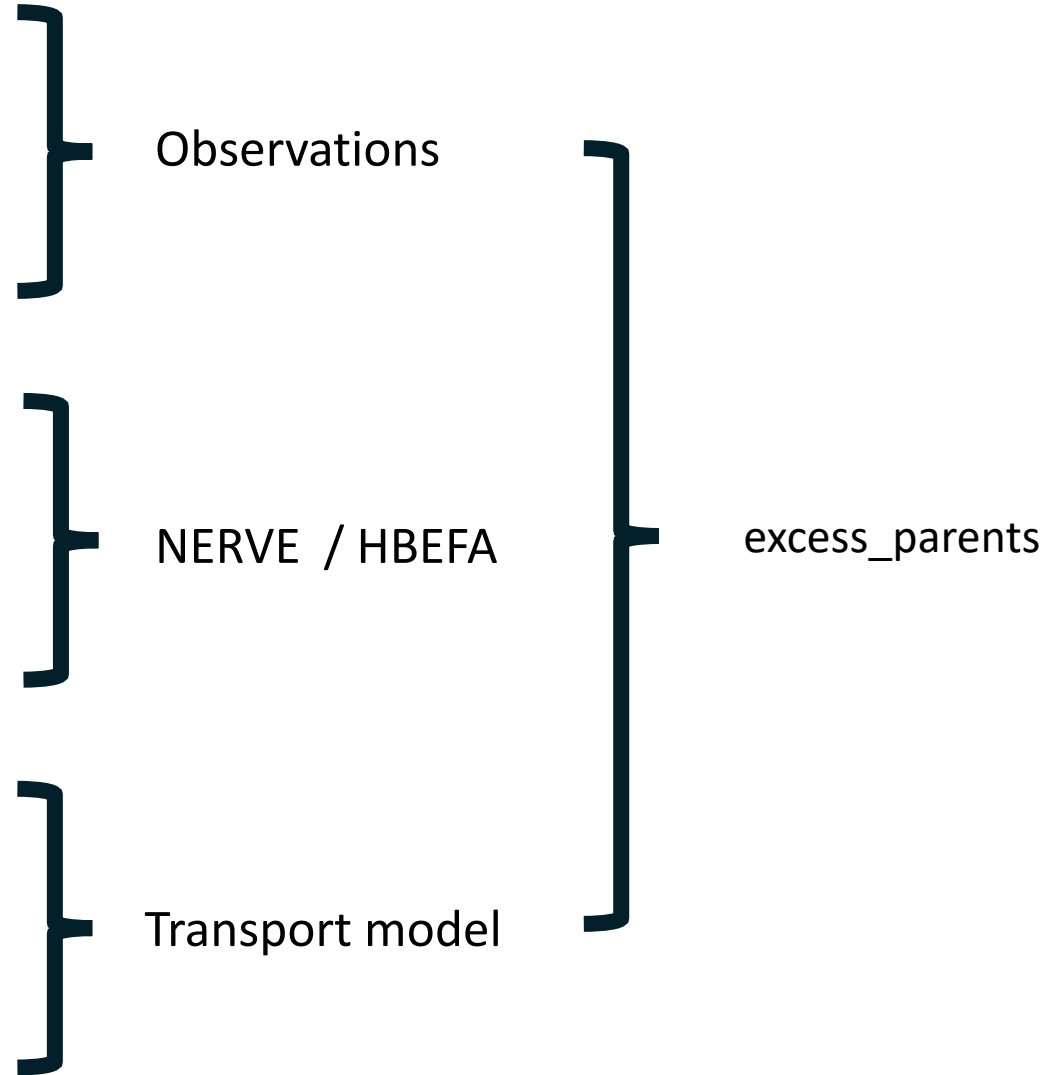 Observations
NERVE / HBEFA
excess_parents
Transport model